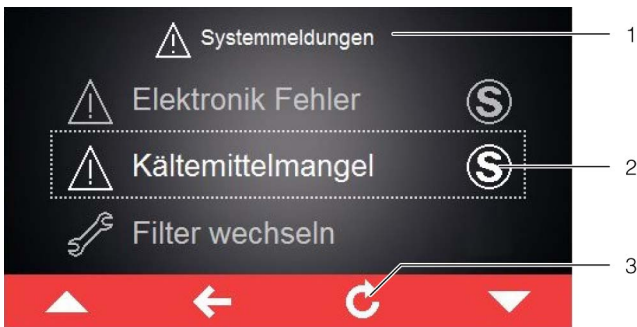 Systemmeldungen
1
Elektronik Fehler S
Kältemittelmangel S
2
Filter wechseln
3